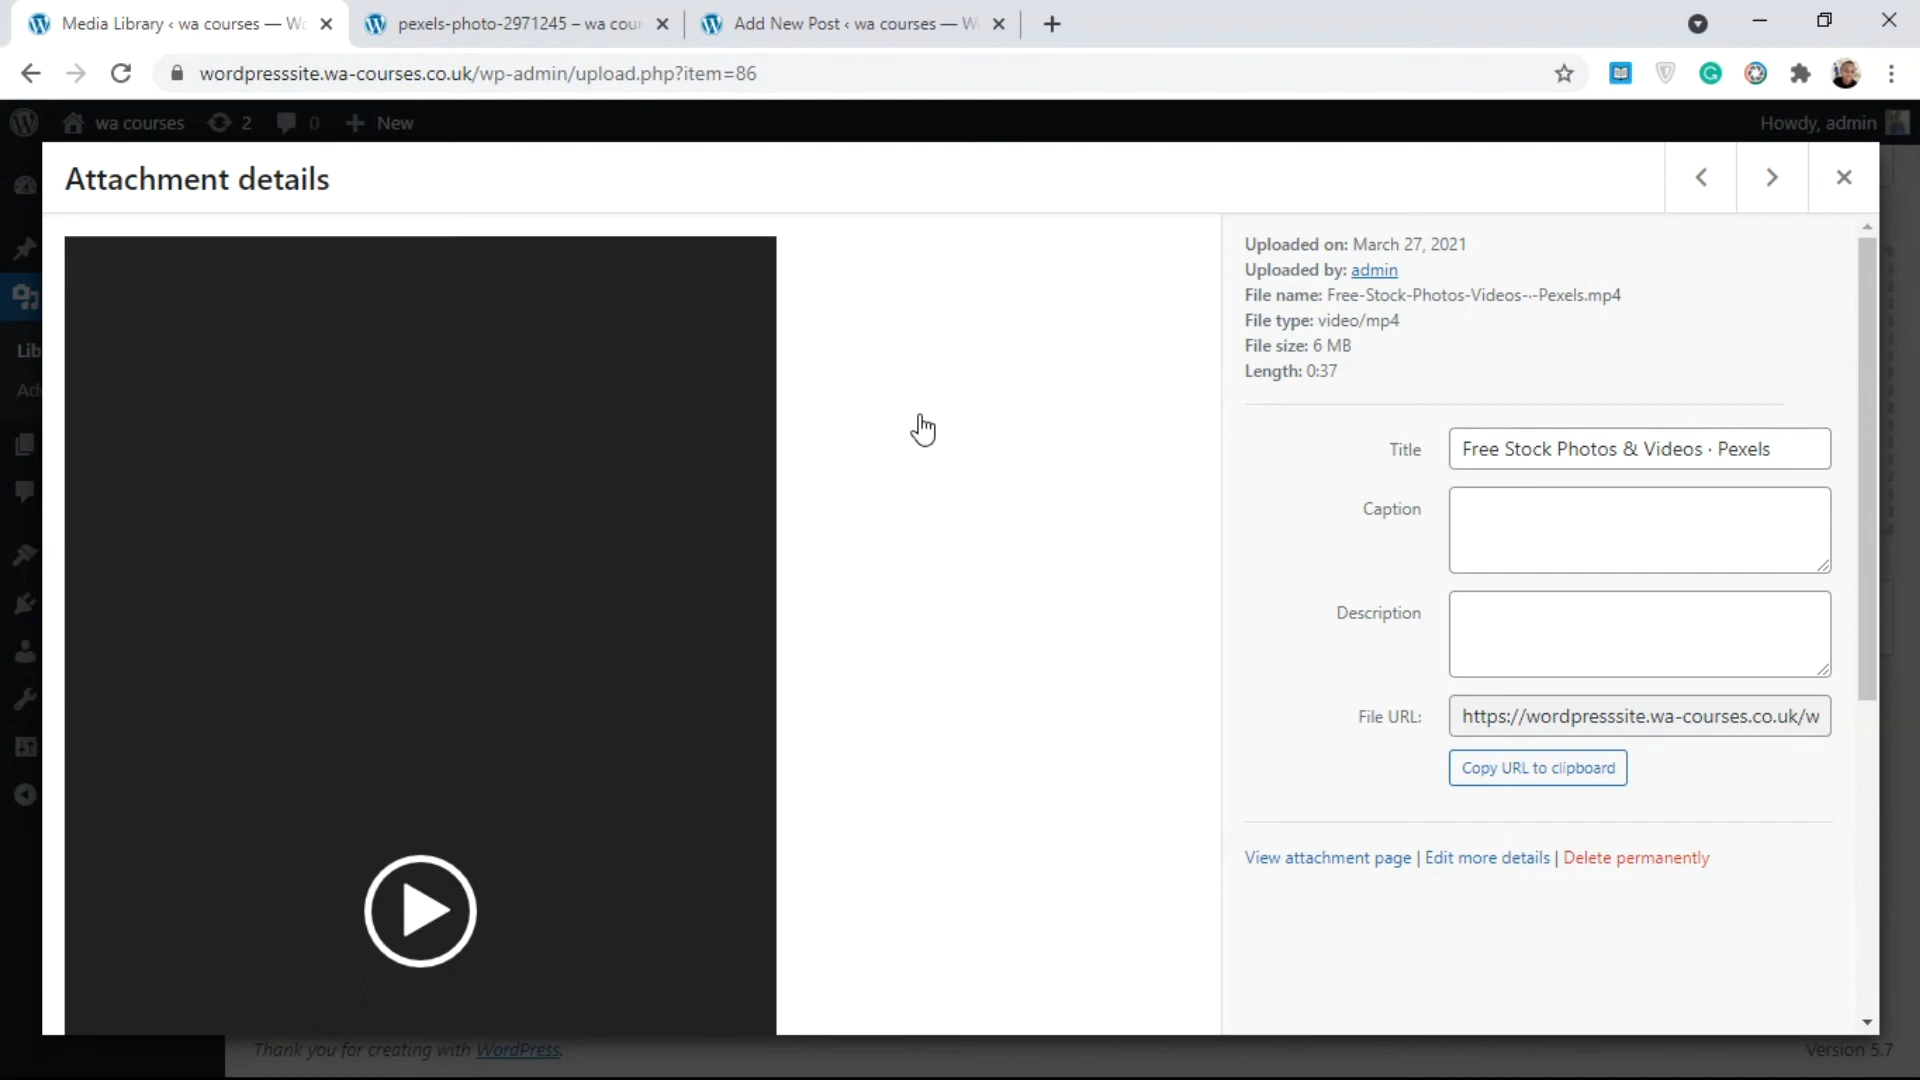 Media Library ‹ wa courses — Wo
pexels-photo-2971245 – wa cour
Add New Post ‹ wa courses — W
wordpresssite.wa-courses.co.uk/wp-admin/upload.php?item=86
wa courses
2
0
New
Howdy, admin
Attachment details
Lib
Ad
Uploaded on: March 27, 2021
Uploaded by: admin
File name: Free-Stock-Photos-Videos-·-Pexels.mp4
File type: video/mp4
File size: 6 MB
Length: 0:37
Title
Free Stock Photos & Videos · Pexels
Caption
Description
File URL:
https://wordpresssite.wa-courses.co.uk/w
Copy URL to clipboard
View attachment page | Edit more details | Delete permanently
Thank you for creating with WordPress.
Version 5.7